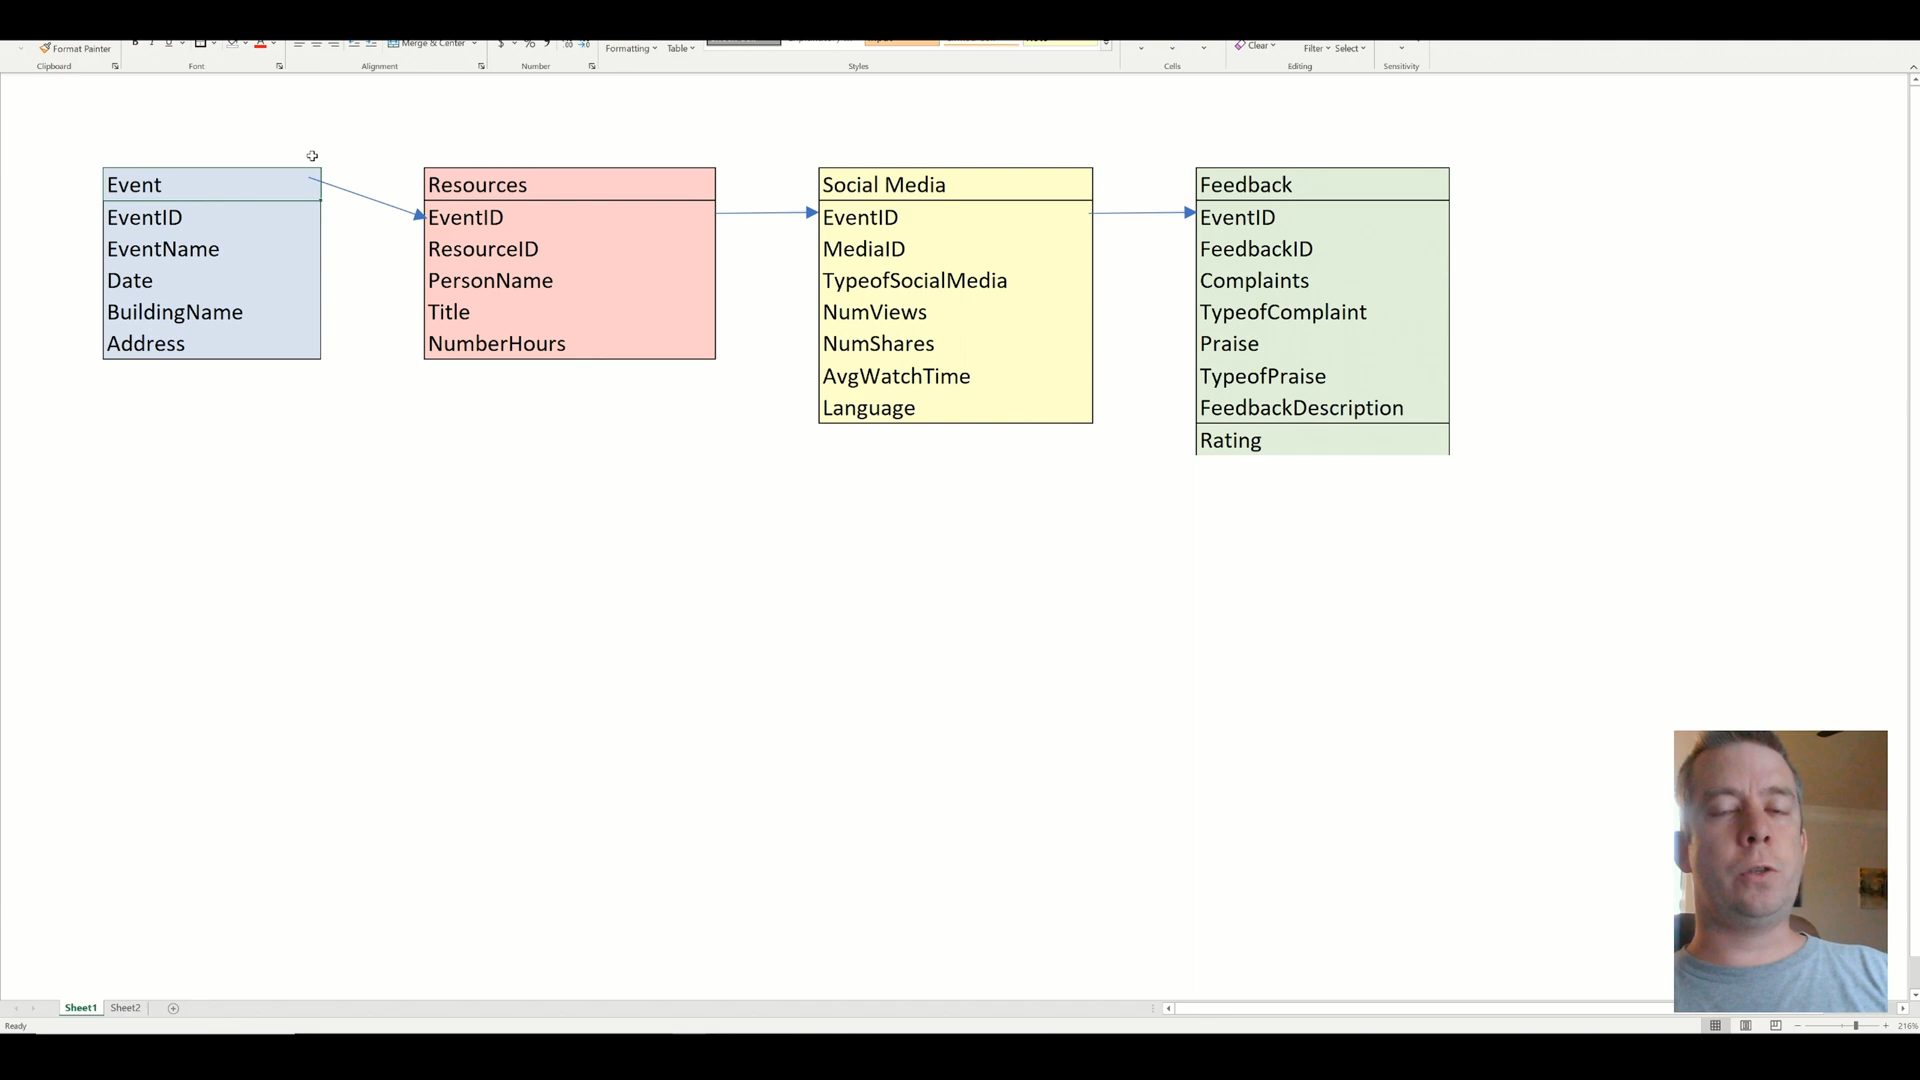 Format Painter
Merge & Center
Formatting
Table
Clear
Filter
Select
Clipboard
Font
Alignment
Number
Styles
Cells
Editing
Sensitivity
Event
EventID
EventName
Date
BuildingName
Address
Resources
EventID
ResourceID
PersonName
Title
NumberHours
Social Media
EventID
MediaID
TypeofSocialMedia
NumViews
NumShares
AvgWatchTime
Language
Feedback
EventID
FeedbackID
Complaints
TypeofComplaint
Praise
TypeofPraise
FeedbackDescription
Rating
Sheet1
Sheet2
Ready
216%